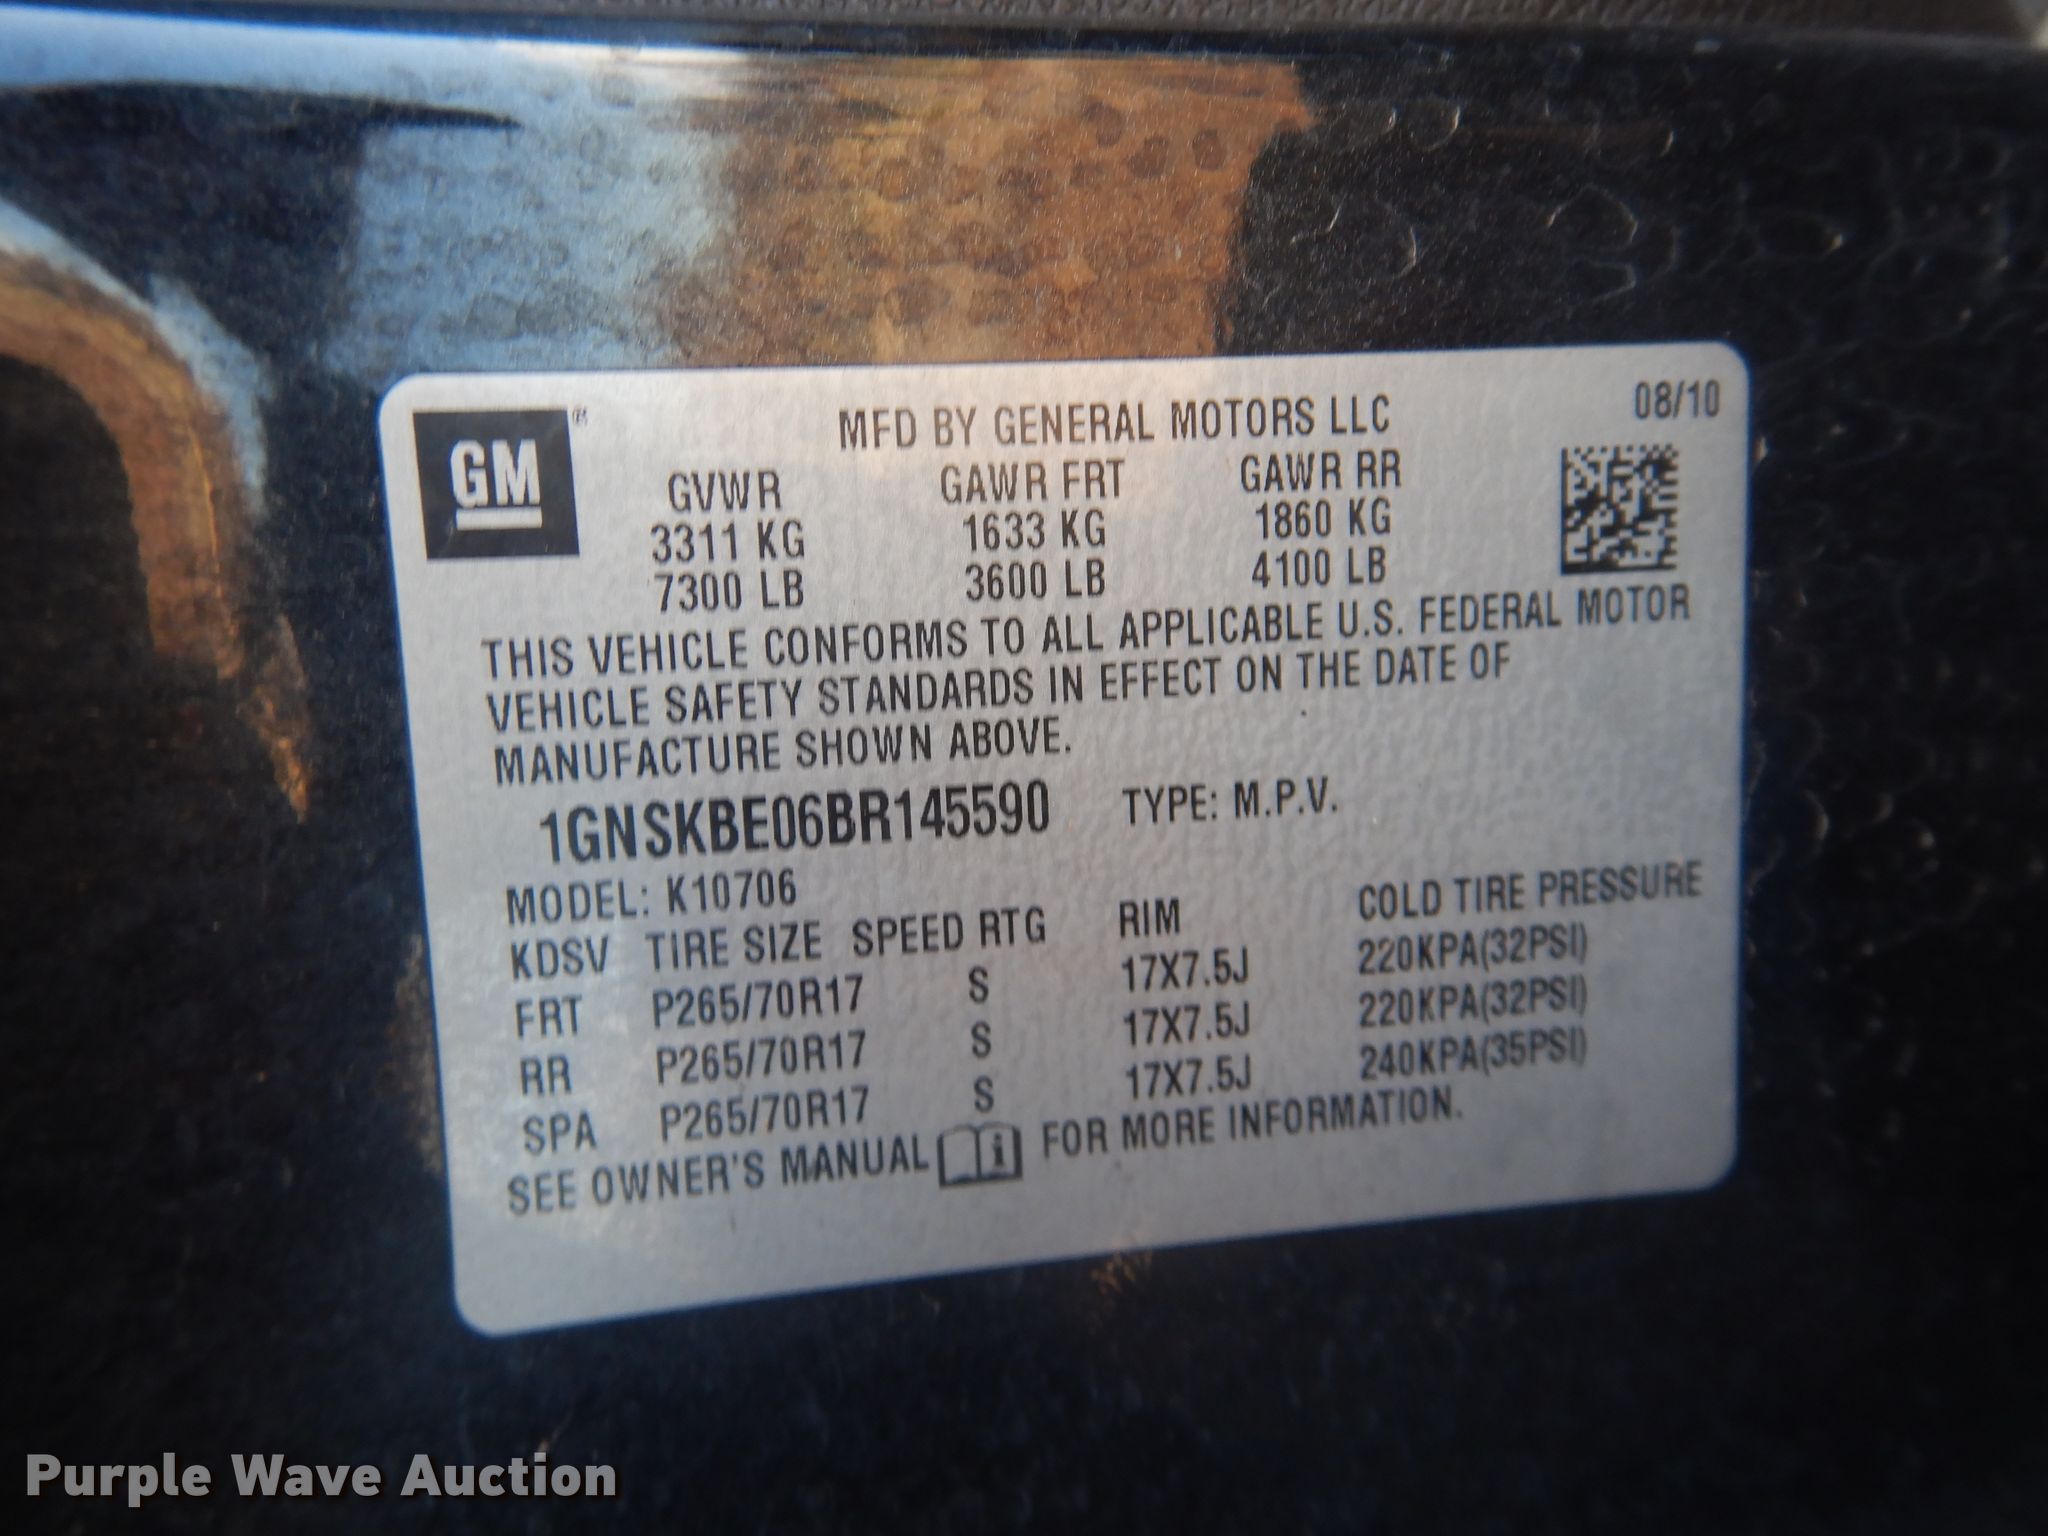 GM®
MFD BY GENERAL MOTORS LLC 08/10
GVWR GAWR FRT GAWR RR
3311 KG 1633 KG 1860 KG
7300 LB 3600 LB 4100 LB
THIS VEHICLE CONFORMS TO ALL APPLICABLE U.S. FEDERAL MOTOR
VEHICLE SAFETY STANDARDS IN EFFECT ON THE DATE OF
MANUFACTURE SHOWN ABOVE.
1GNSKBE06BR145590 TYPE: M.P.V.
MODEL: K10706
KDSV TIRE SIZE SPEED RTG RIM COLD TIRE PRESSURE
FRT P265/70R17 S 17X7.5J 220KPA(32PSI)
RR P265/70R17 S 17X7.5J 220KPA(32PSI)
SPA P265/70R17 S 17X7.5J 240KPA(35PSI)
SEE OWNER'S MANUAL i FOR MORE INFORMATION.
Purple Wave Auction